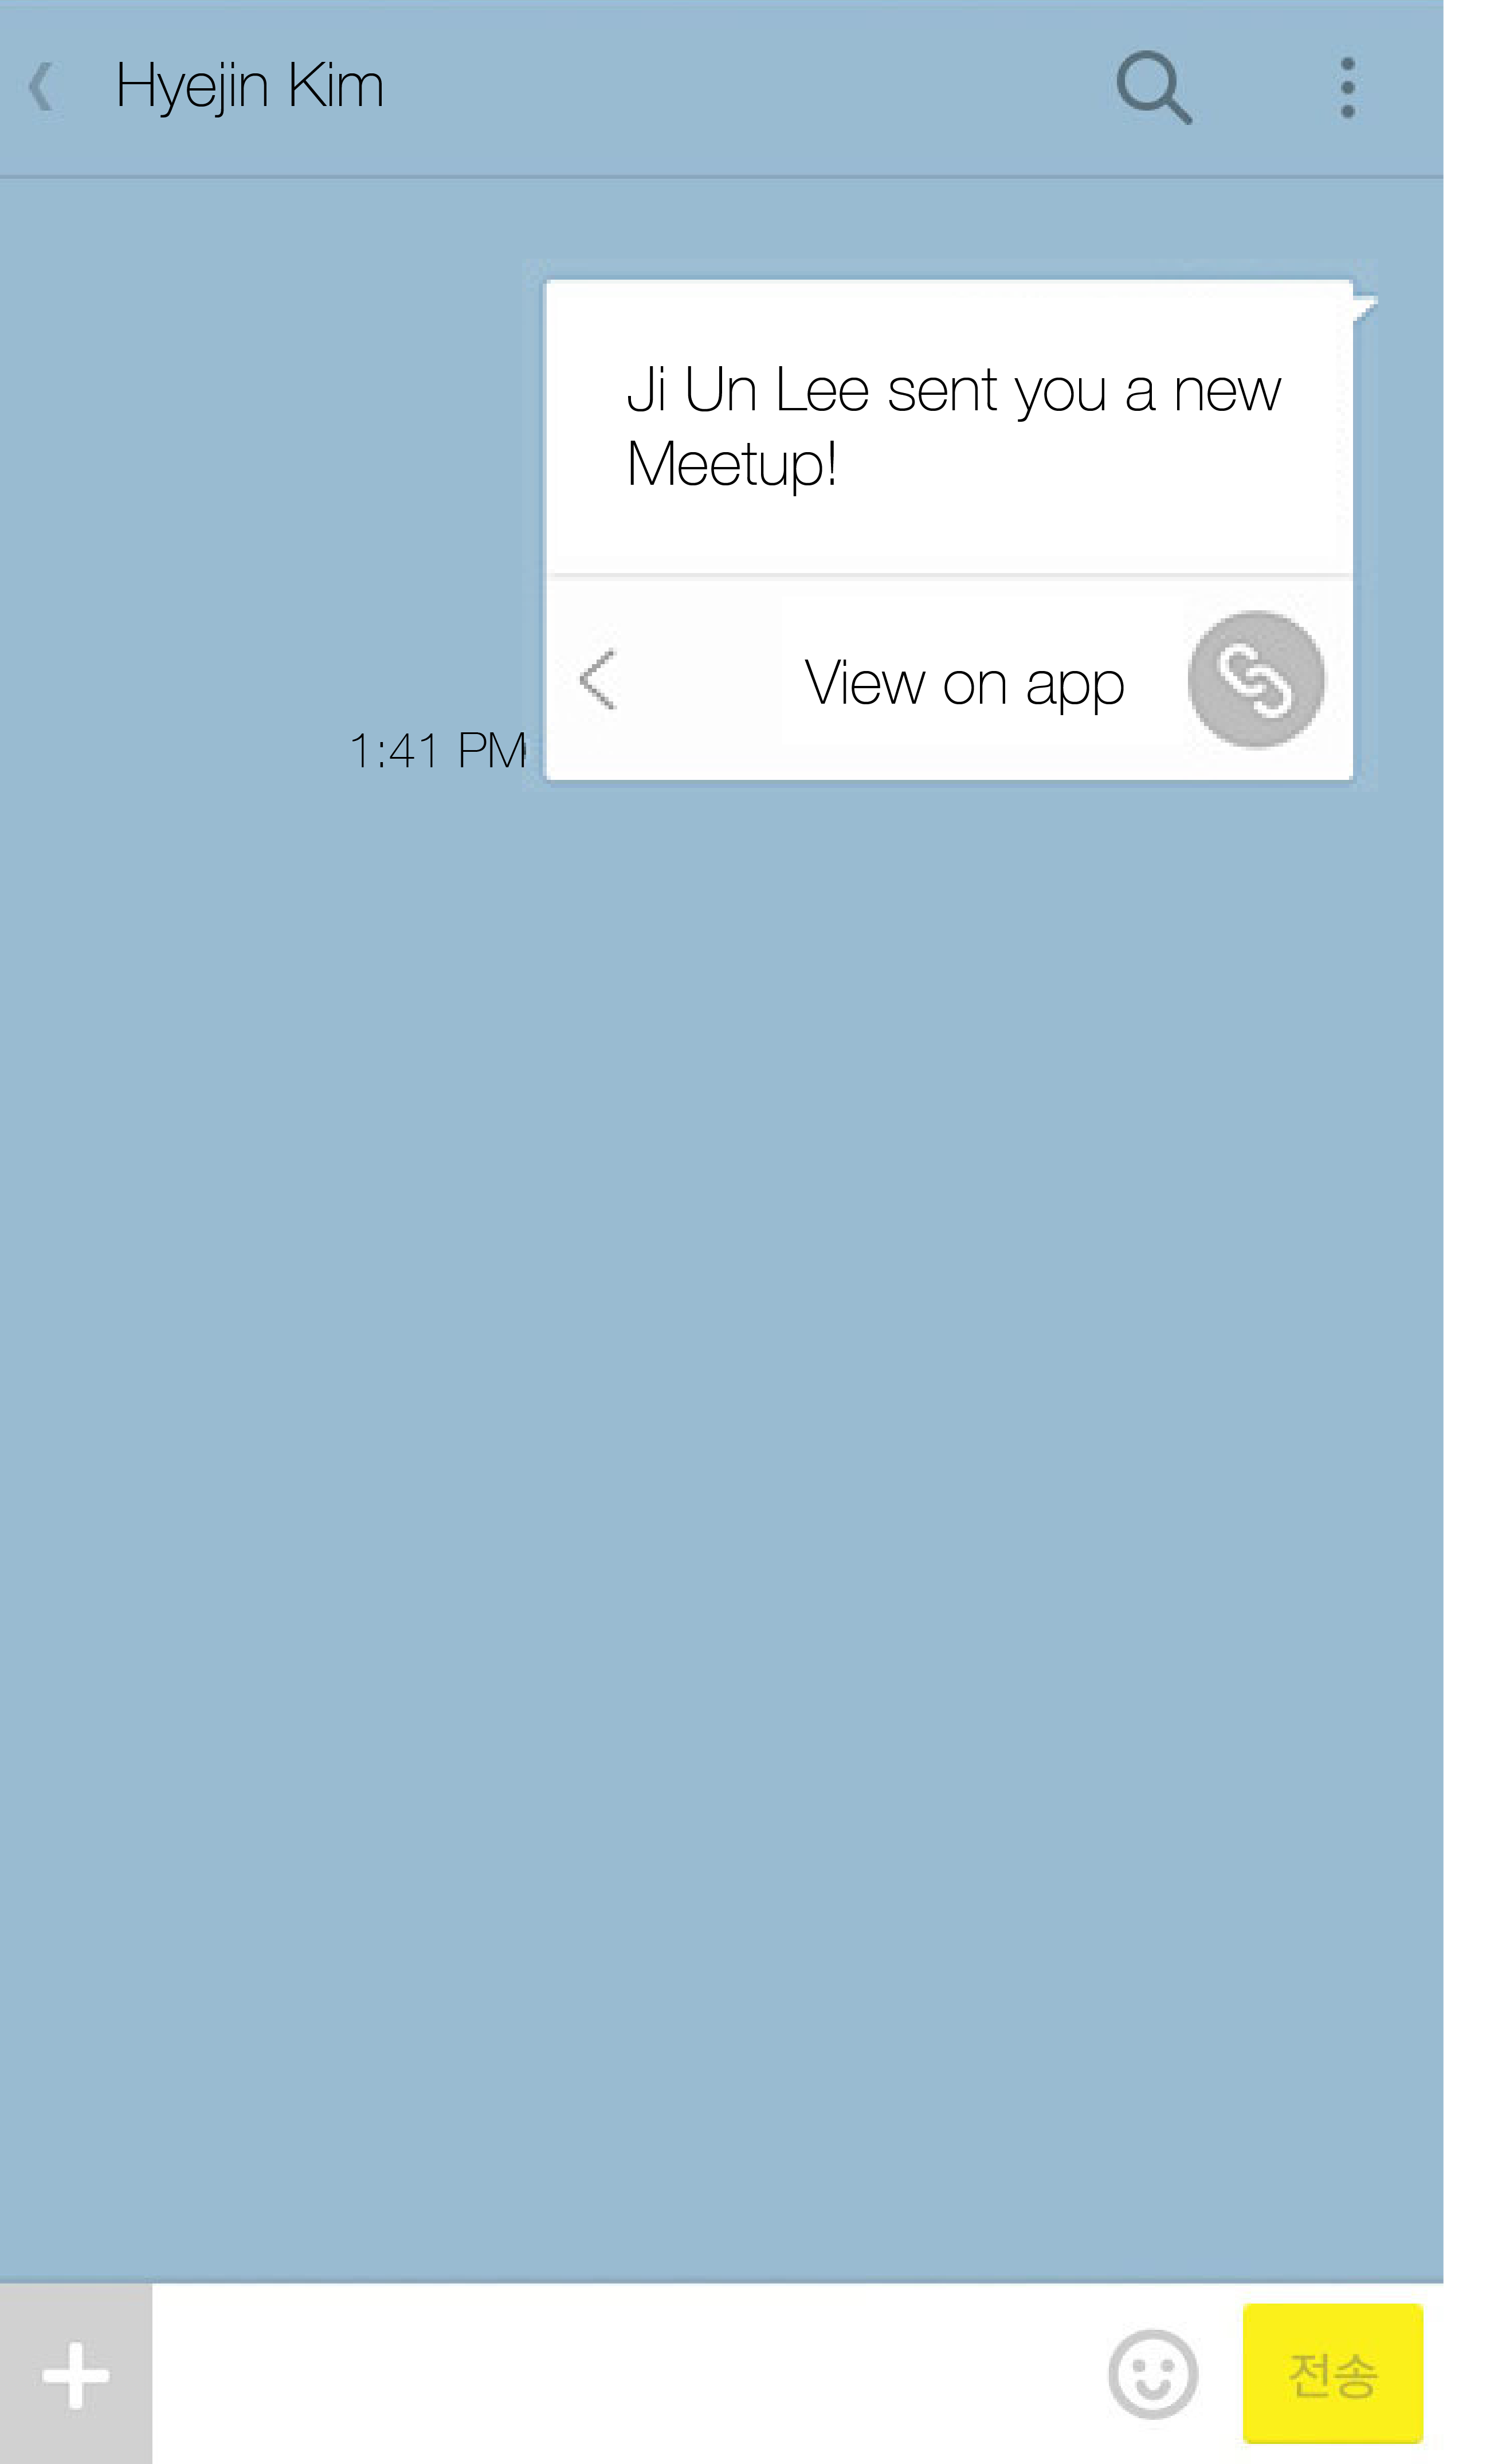 Hyejin Kim
Ji Un Lee sent you a new
Meetup!
View on app
1:41 PM
전송